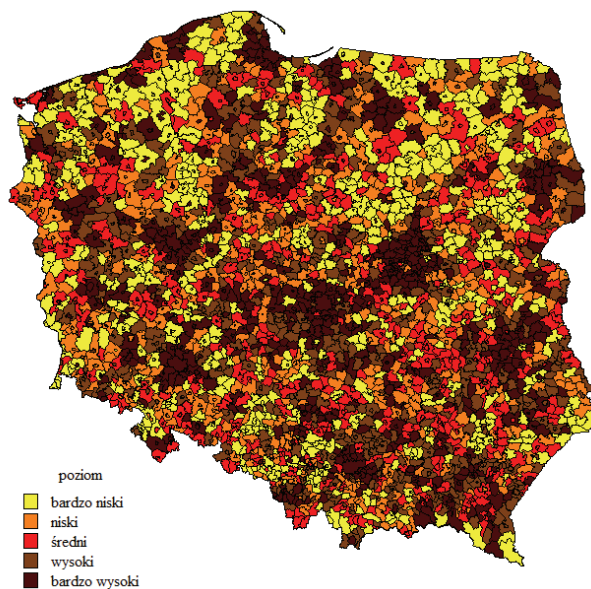 poziom
bardzo niski
niski
średni
wysoki
bardzo wysoki